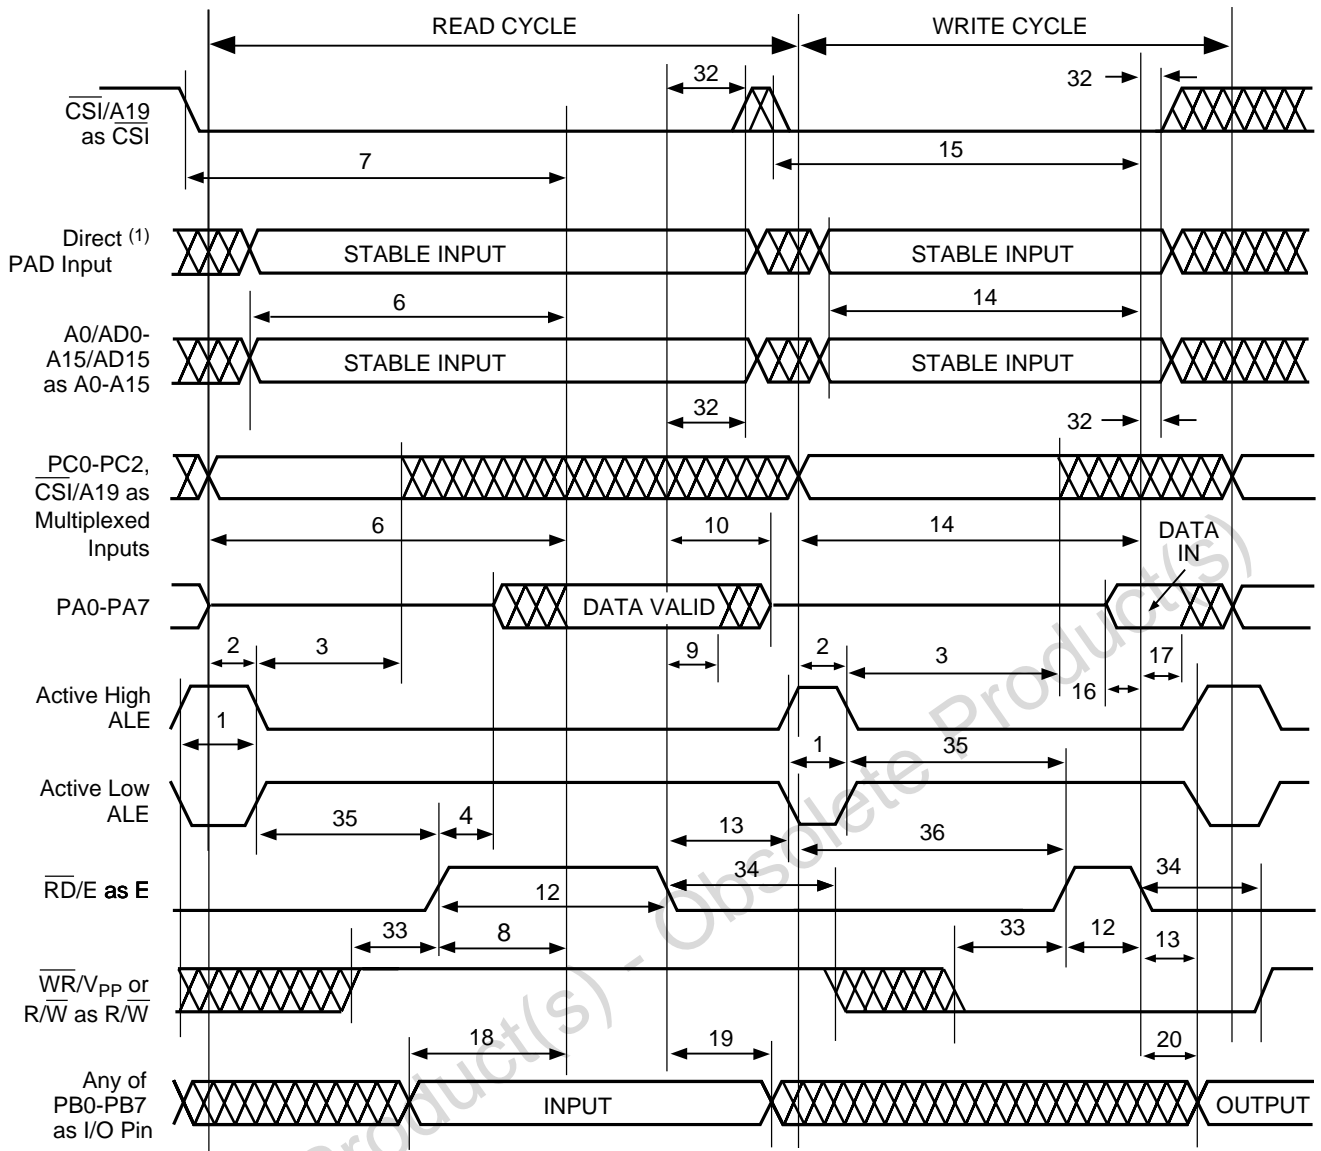 READ CYCLE WRITE CYCLE
32 32
CSI/A19
as CSI
7 15
Direct (1)
PAD Input
STABLE INPUT STABLE INPUT
6 14
A0/AD0-
A15/AD15
as A0-A15
STABLE INPUT STABLE INPUT
32 32
PC0-PC2,
CSI/A19 as
Multiplexed
Inputs
6 10 14
DATA
IN
PA0-PA7
DATA VALID
2 3 9 2 3 16 17
Active High
ALE
1 1 35
Active Low
ALE
35 4 13 36
34 34
RD/E as E
12
33 8 33 12 13
WR/VPP or
R/W as R/W
18 19 20
Any of
PB0-PB7
as I/O Pin
INPUT OUTPUT
Product(s) - Obsolete Product(s)